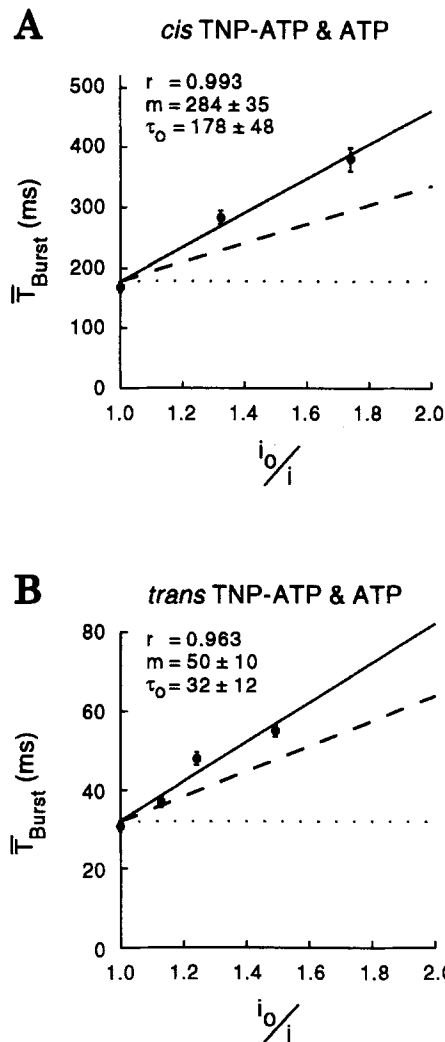 A cis TNP-ATP & ATP
r = 0.993
m = 284 ± 35
τo = 178 ± 48
500
400
300
200
100
0
T Burst (ms)
1.0 1.2 1.4 1.6 1.8 2.0
io/i
B trans TNP-ATP & ATP
r = 0.963
m = 50 ± 10
τo = 32 ± 12
80
60
40
20
0
T Burst (ms)
1.0 1.2 1.4 1.6 1.8 2.0
io/i